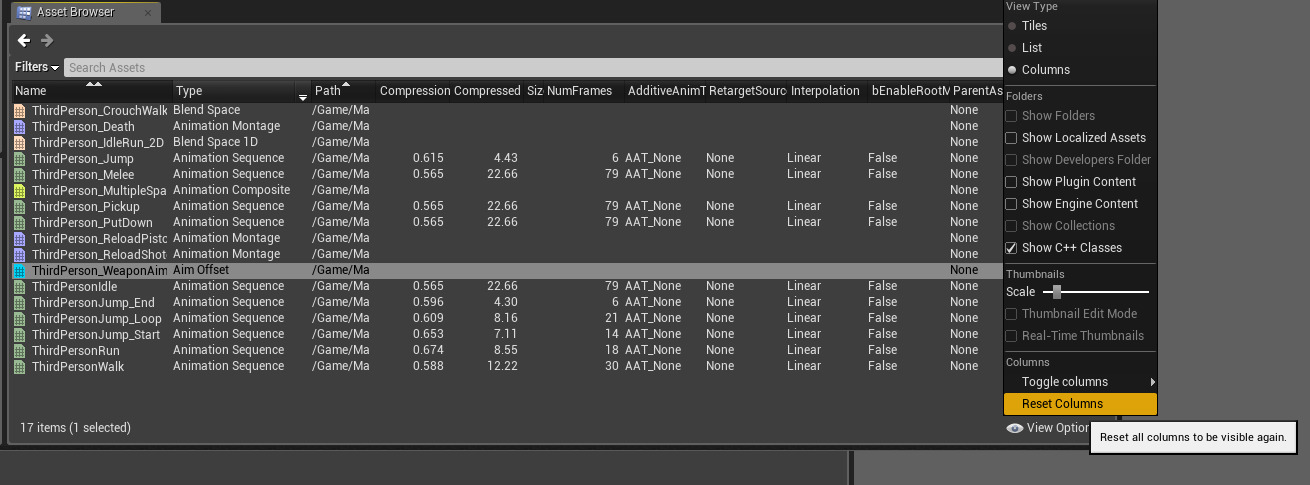 Asset Browser
Filters
Search Assets
Name Type Path Compression Compressed Siz NumFrames AdditiveAnimT RetargetSourc Interpolation bEnableRootM ParentAs
ThirdPerson_CrouchWalk Blend Space /Game/Ma None
ThirdPerson_Death Animation Montage /Game/Ma None
ThirdPerson_IdleRun_2D Blend Space 1D /Game/Ma None
ThirdPerson_Jump Animation Sequence /Game/Ma 0.615 4.43 6 AAT_None None Linear False None
ThirdPerson_Melee Animation Sequence /Game/Ma 0.565 22.66 79 AAT_None None Linear False None
ThirdPerson_MultipleSpa Animation Composite /Game/Ma None
ThirdPerson_Pickup Animation Sequence /Game/Ma 0.565 22.66 79 AAT_None None Linear False None
ThirdPerson_PutDown Animation Sequence /Game/Ma 0.565 22.66 79 AAT_None None Linear False None
ThirdPerson_ReloadPisto Animation Montage /Game/Ma None
ThirdPerson_ReloadShot Animation Montage /Game/Ma None
ThirdPerson_WeaponAim Aim Offset /Game/Ma None
ThirdPersonIdle Animation Sequence /Game/Ma 0.565 22.66 79 AAT_None None Linear False None
ThirdPersonJump_End Animation Sequence /Game/Ma 0.596 4.30 6 AAT_None None Linear False None
ThirdPersonJump_Loop Animation Sequence /Game/Ma 0.609 8.16 21 AAT_None None Linear False None
ThirdPersonJump_Start Animation Sequence /Game/Ma 0.653 7.11 14 AAT_None None Linear False None
ThirdPersonRun Animation Sequence /Game/Ma 0.674 8.55 18 AAT_None None Linear False None
ThirdPersonWalk Animation Sequence /Game/Ma 0.588 12.22 30 AAT_None None Linear False None
17 items (1 selected)
View Type
Tiles
List
Columns
Folders
Show Folders
Show Localized Assets
Show Developers Folder
Show Plugin Content
Show Engine Content
Show Collections
Show C++ Classes
Thumbnails
Scale
Thumbnail Edit Mode
Real-Time Thumbnails
Columns
Toggle columns
Reset Columns
View Option
Reset all columns to be visible again.